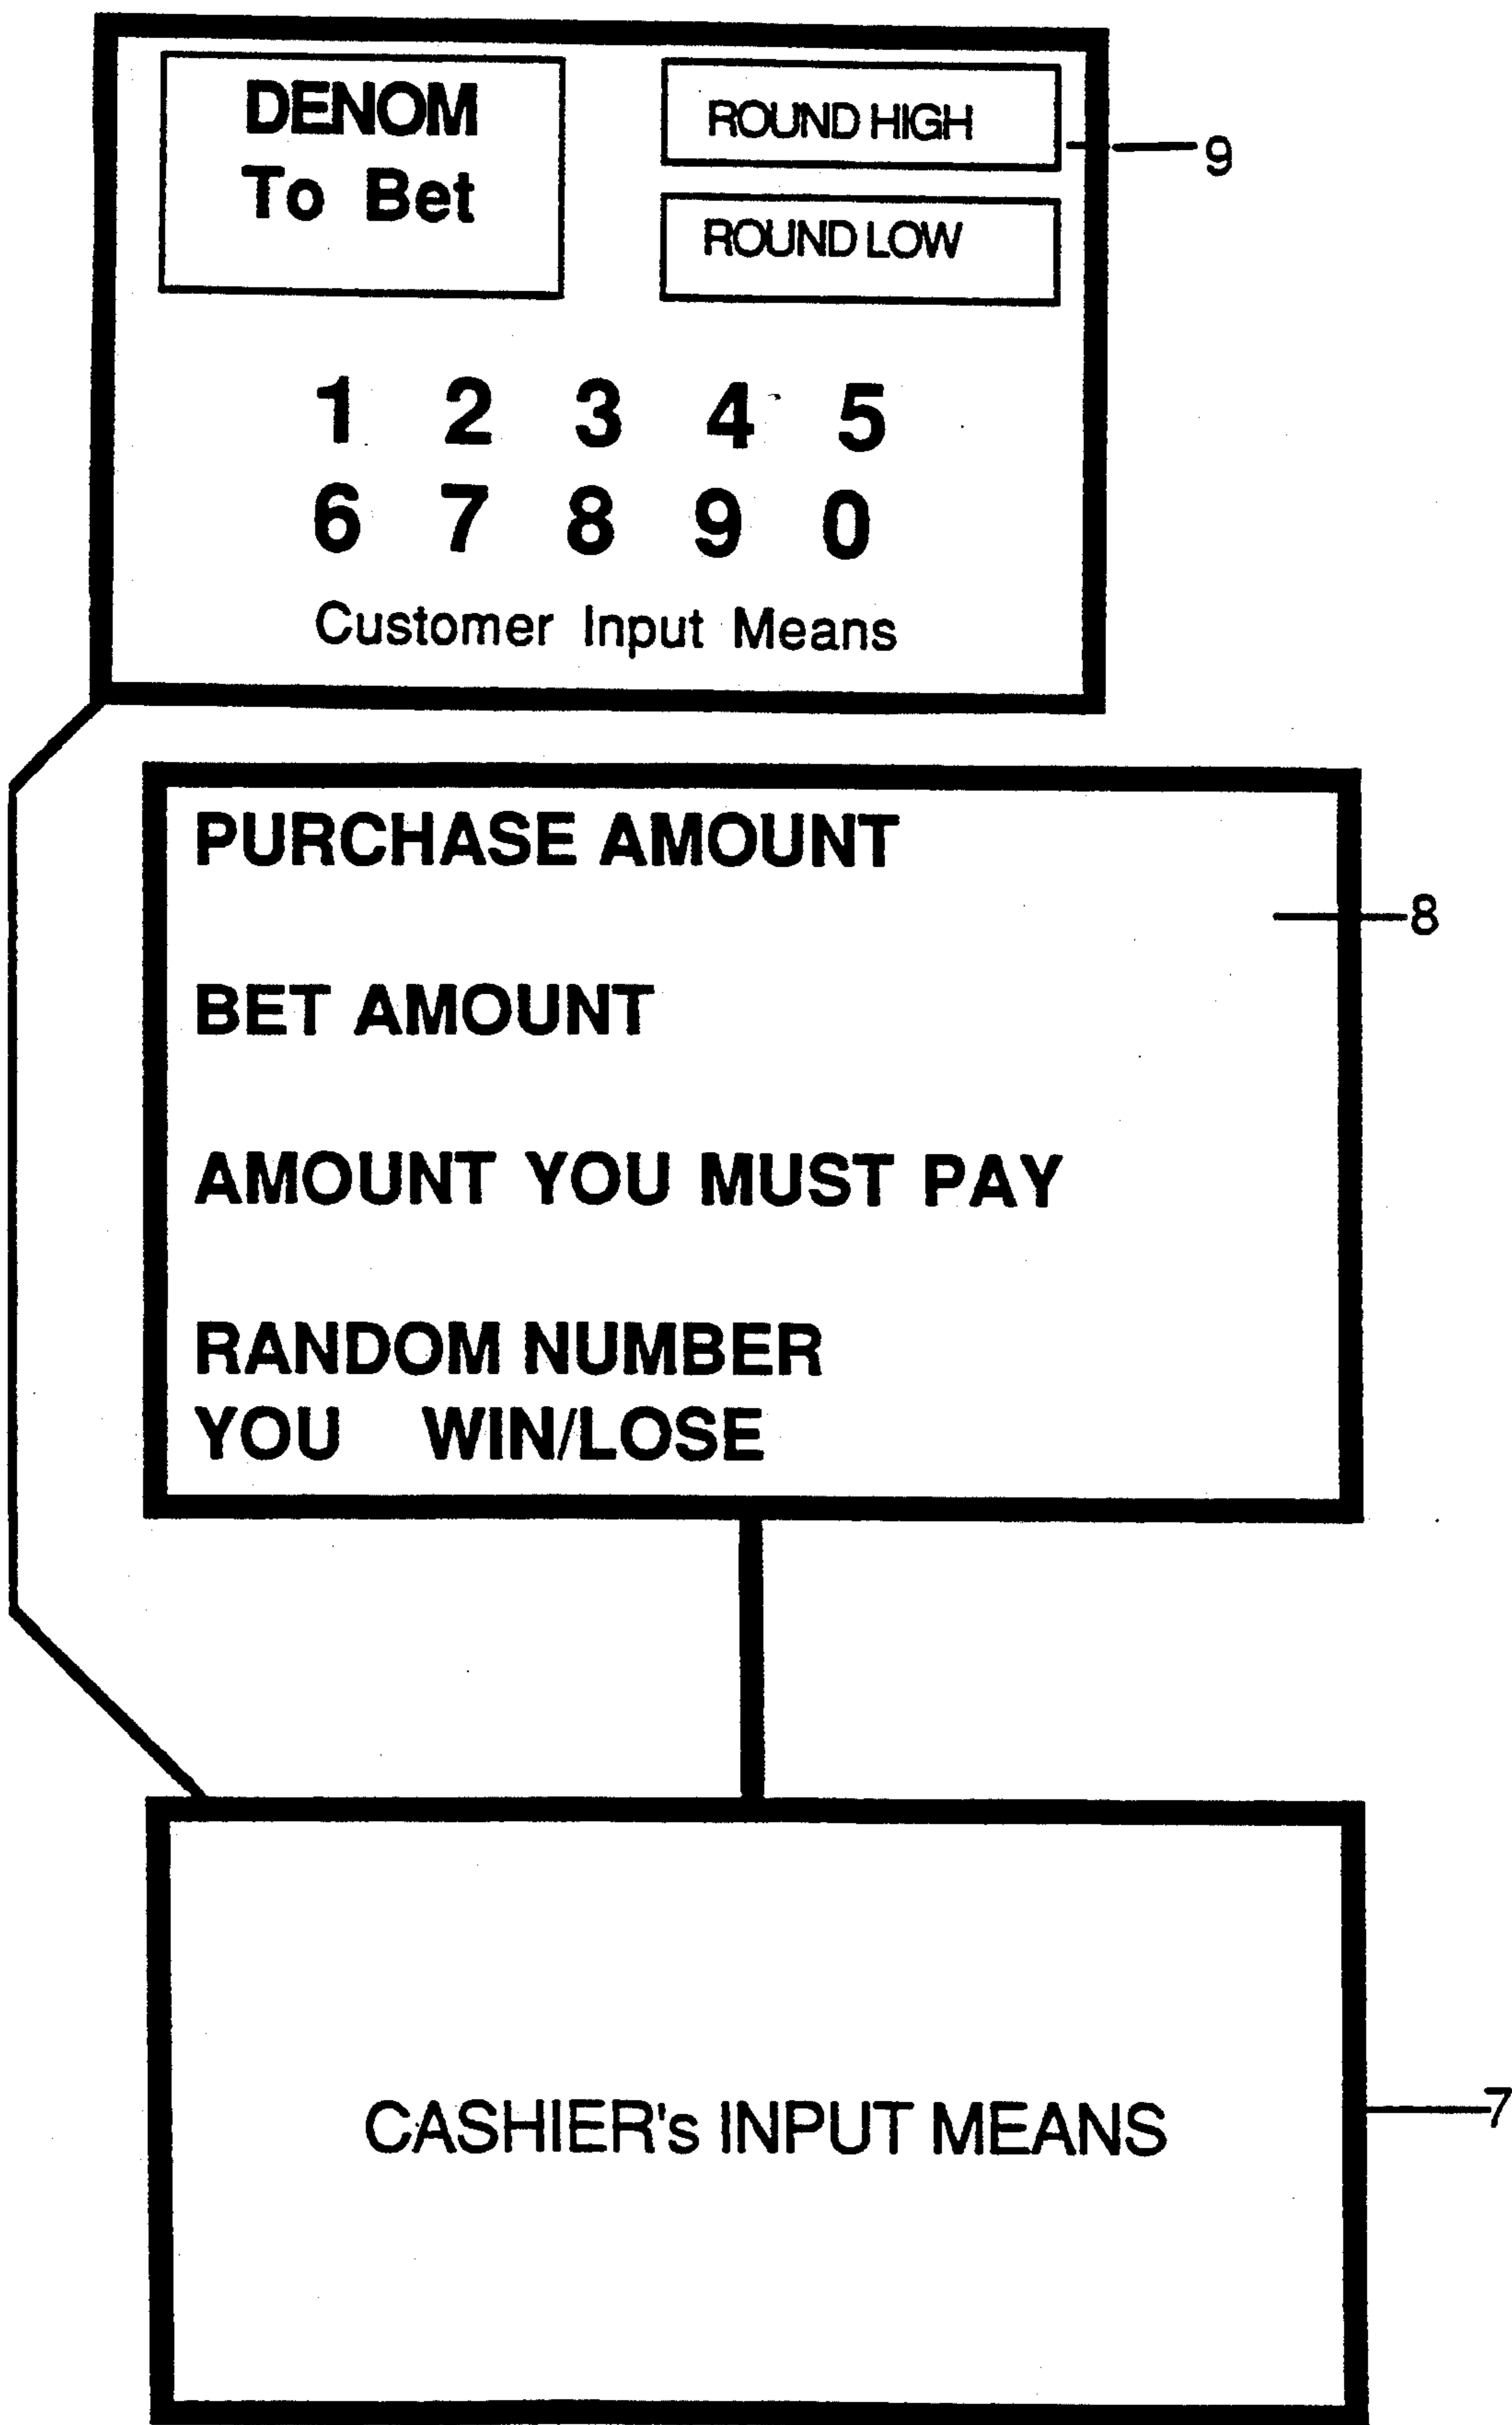 DENOM
To Bet
ROUND HIGH
9
ROUND LOW
1 2 3 4 5
6 7 8 9 0
Customer Input Means
PURCHASE AMOUNT
8
BET AMOUNT
AMOUNT YOU MUST PAY
RANDOM NUMBER
YOU WIN/LOSE
CASHIER's INPUT MEANS
7